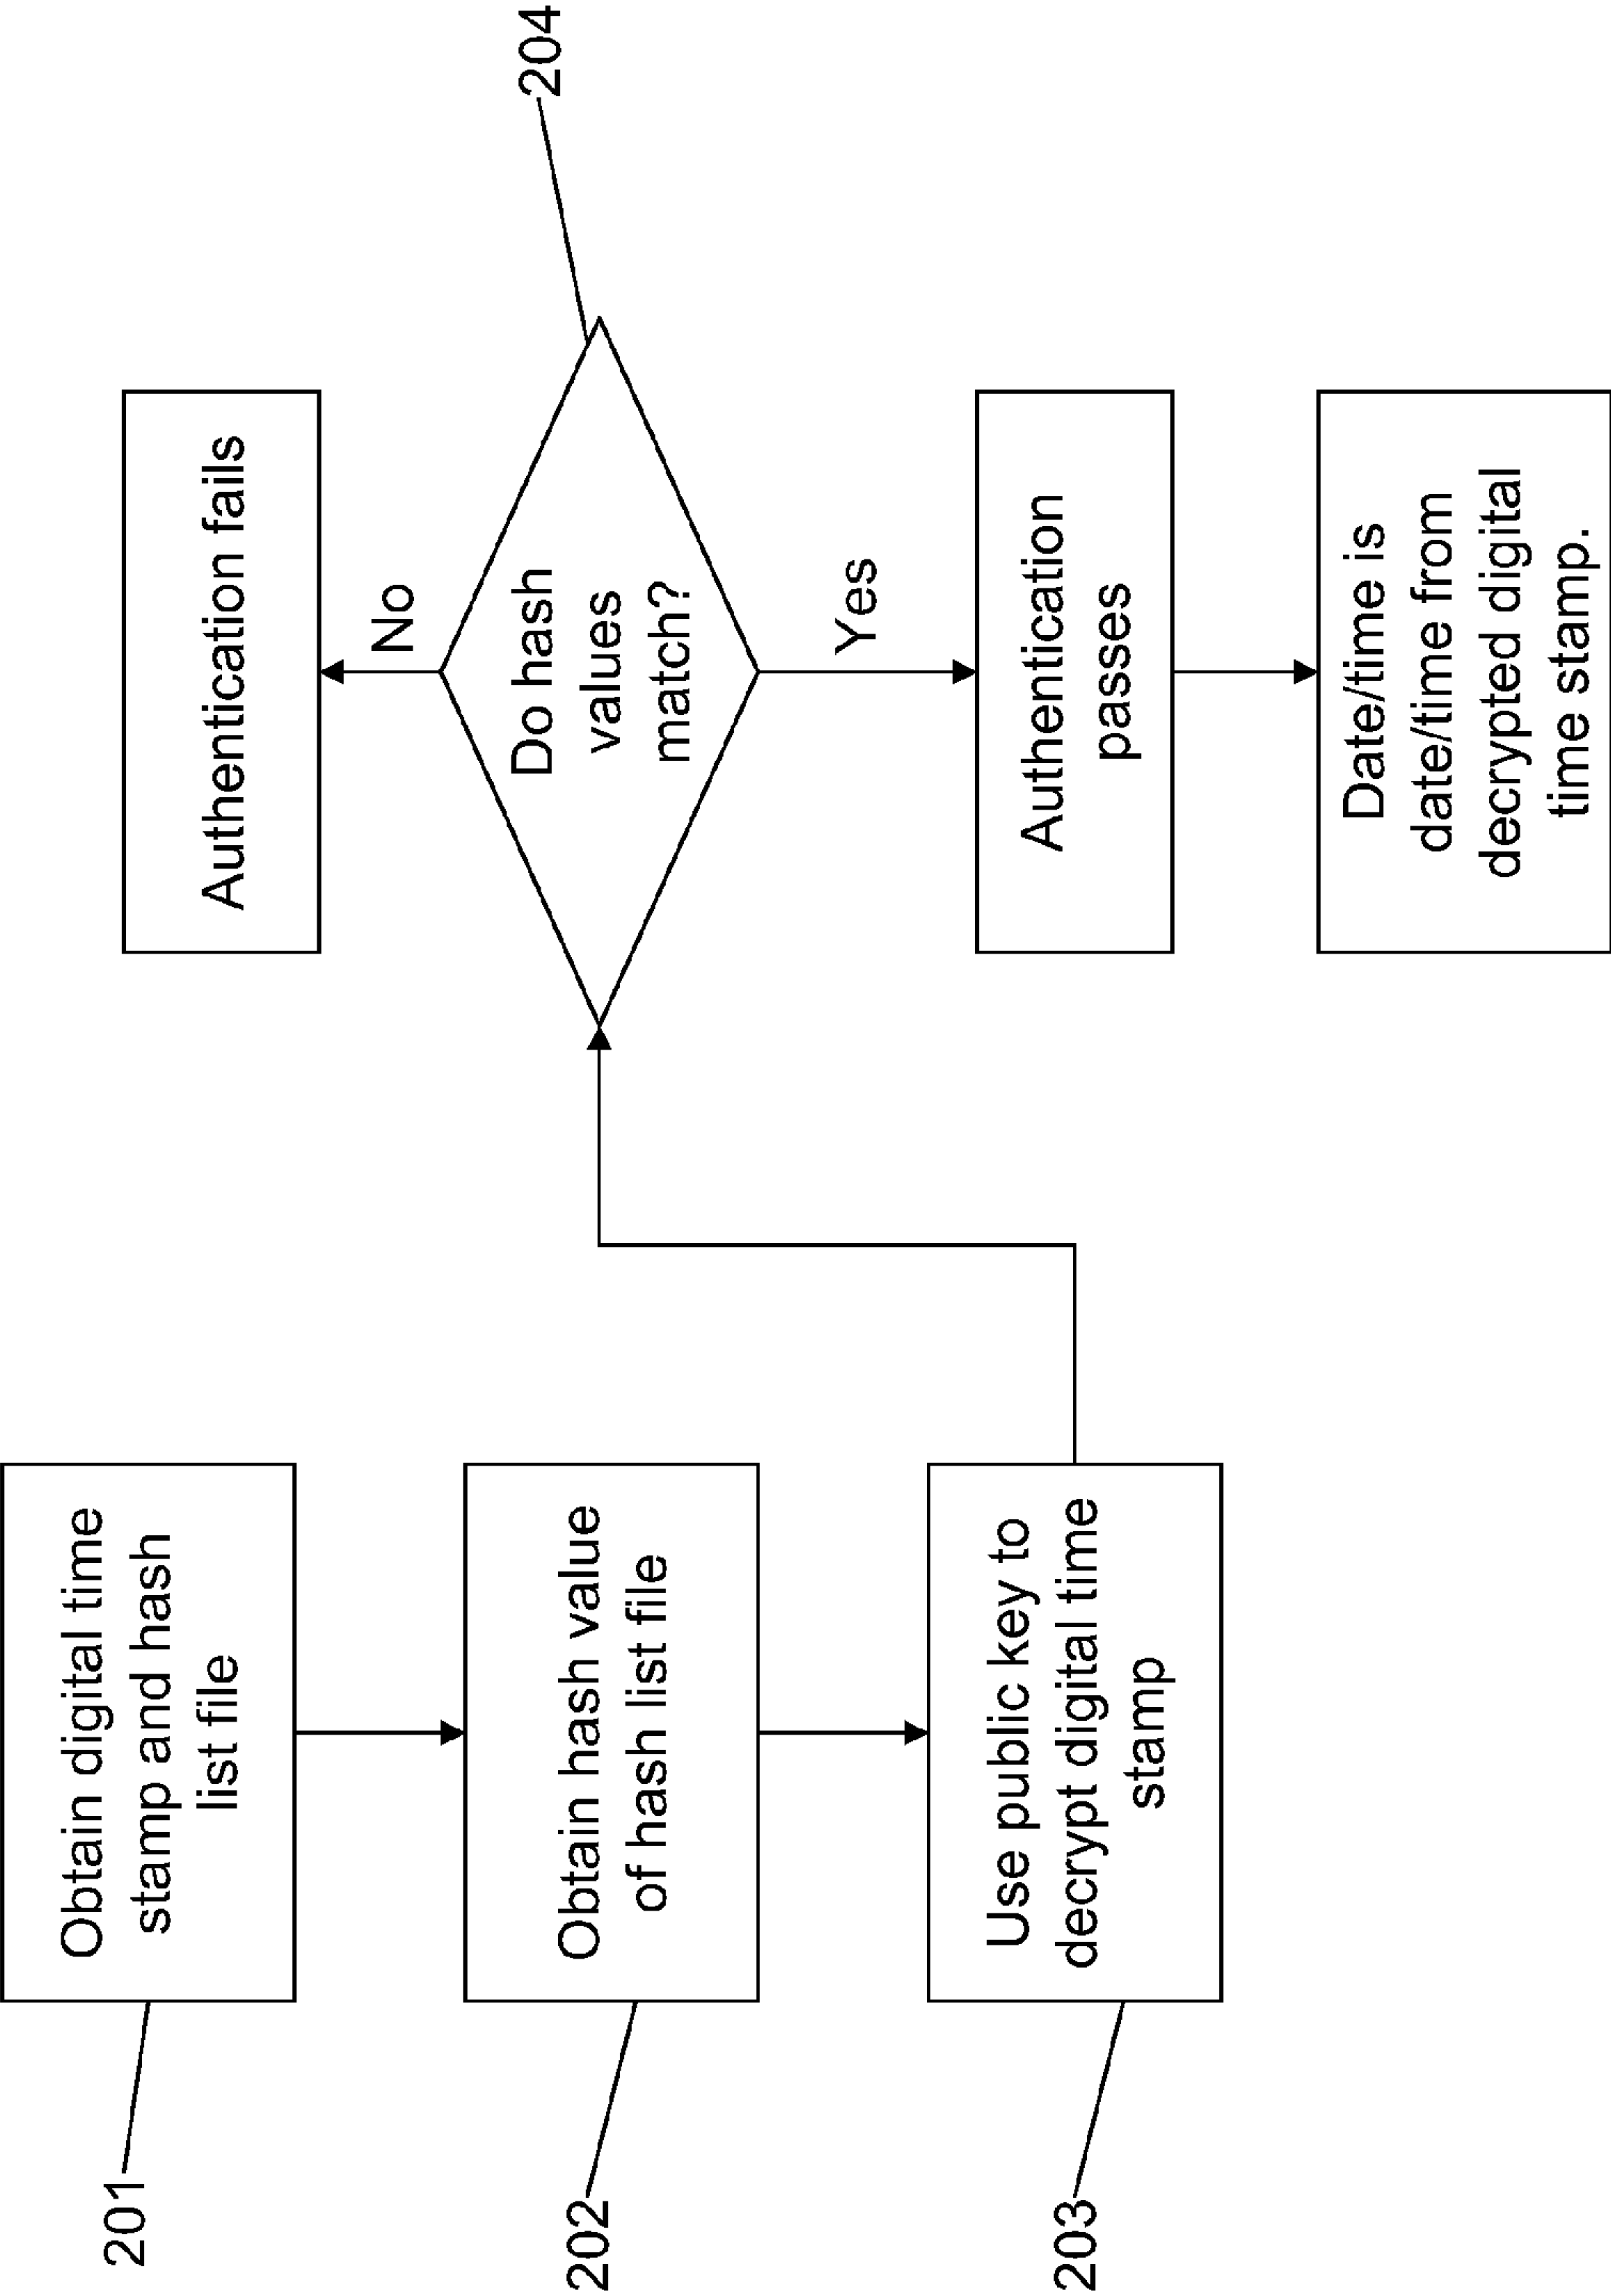 201
Obtain digital time
stamp and hash
list file
202
Obtain hash value
of hash list file
203
Use public key to
decrypt digital time
stamp
204
Do hash
values
match?
No
Authentication fails
Yes
Authentication
passes
Date/time is
date/time from
decrypted digital
time stamp.